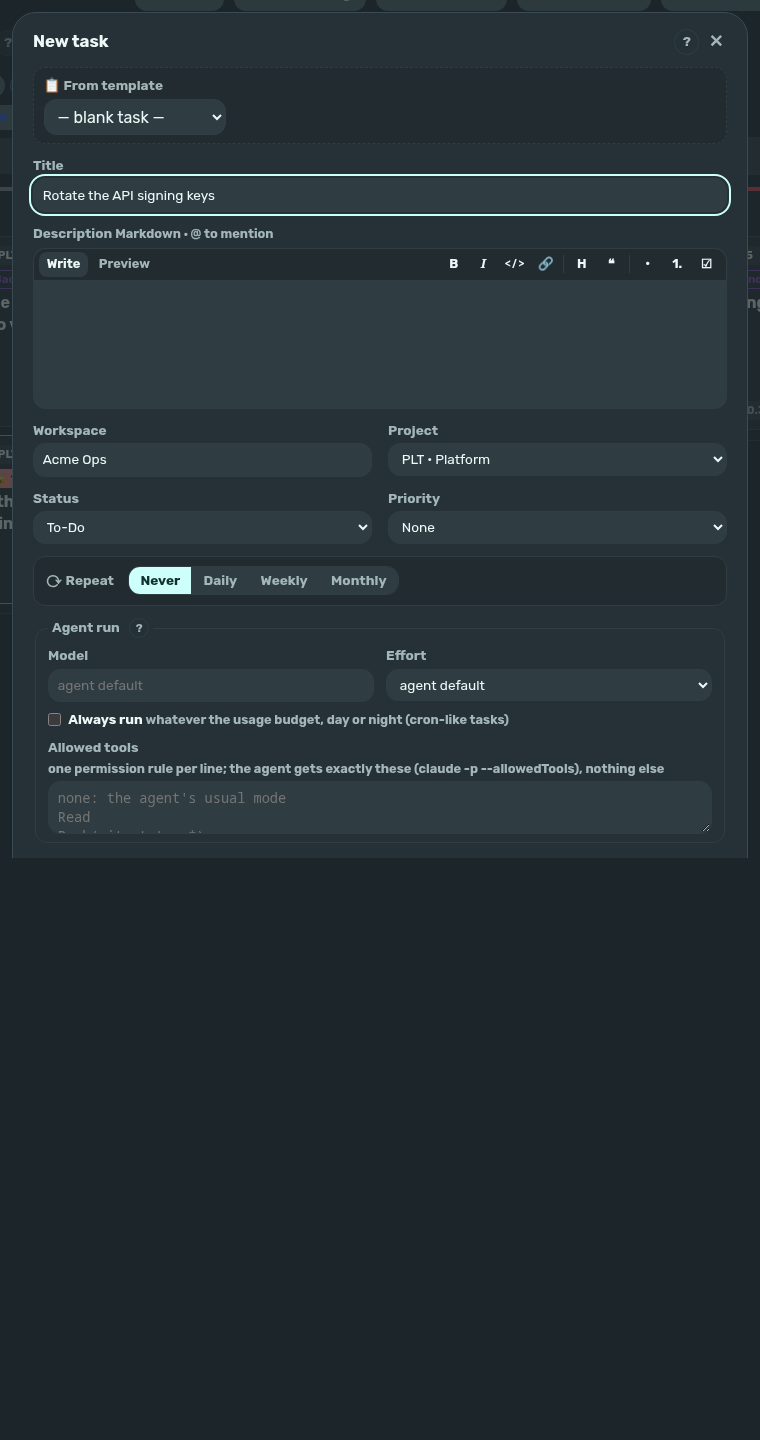 New task
?
✕
📋 From template
— blank task —
Title
Rotate the API signing keys
Description Markdown • @ to mention
Write Preview B I </> 🔗 H ❝ • 1. ☑
Workspace
Project
Acme Ops
PLT • Platform
Status
Priority
To-Do
None
Repeat Never Daily Weekly Monthly
Agent run ?
Model
Effort
agent default
agent default
Always run whatever the usage budget, day or night (cron-like tasks)
Allowed tools
one permission rule per line; the agent gets exactly these (claude -p --allowedTools), nothing else
none: the agent's usual mode
Read